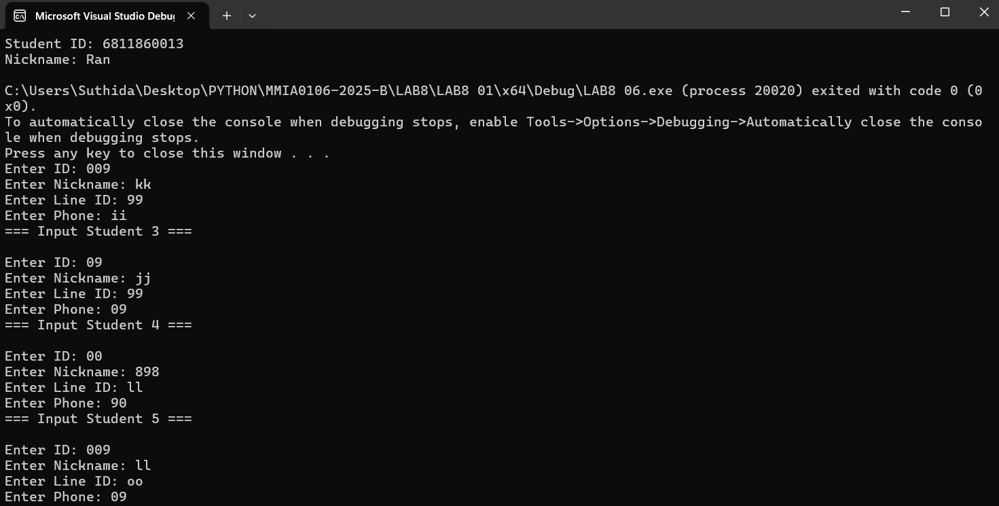 Microsoft Visual Studio Debug
Student ID: 6811860013
Nickname: Ran
C:\Users\Suthida\Desktop\PYTHON\MMIA0106-2025-B\LAB8\LAB8 01\x64\Debug\LAB8 06.exe (process 20020) exited with code 0 (0
x0).
To automatically close the console when debugging stops, enable Tools->Options->Debugging->Automatically close the conso
le when debugging stops.
Press any key to close this window . . .
Enter ID: 009
Enter Nickname: kk
Enter Line ID: 99
Enter Phone: ii
=== Input Student 3 ===
Enter ID: 09
Enter Nickname: jj
Enter Line ID: 99
Enter Phone: 09
=== Input Student 4 ===
Enter ID: 00
Enter Nickname: 898
Enter Line ID: ll
Enter Phone: 90
=== Input Student 5 ===
Enter ID: 009
Enter Nickname: ll
Enter Line ID: oo
Enter Phone: 09